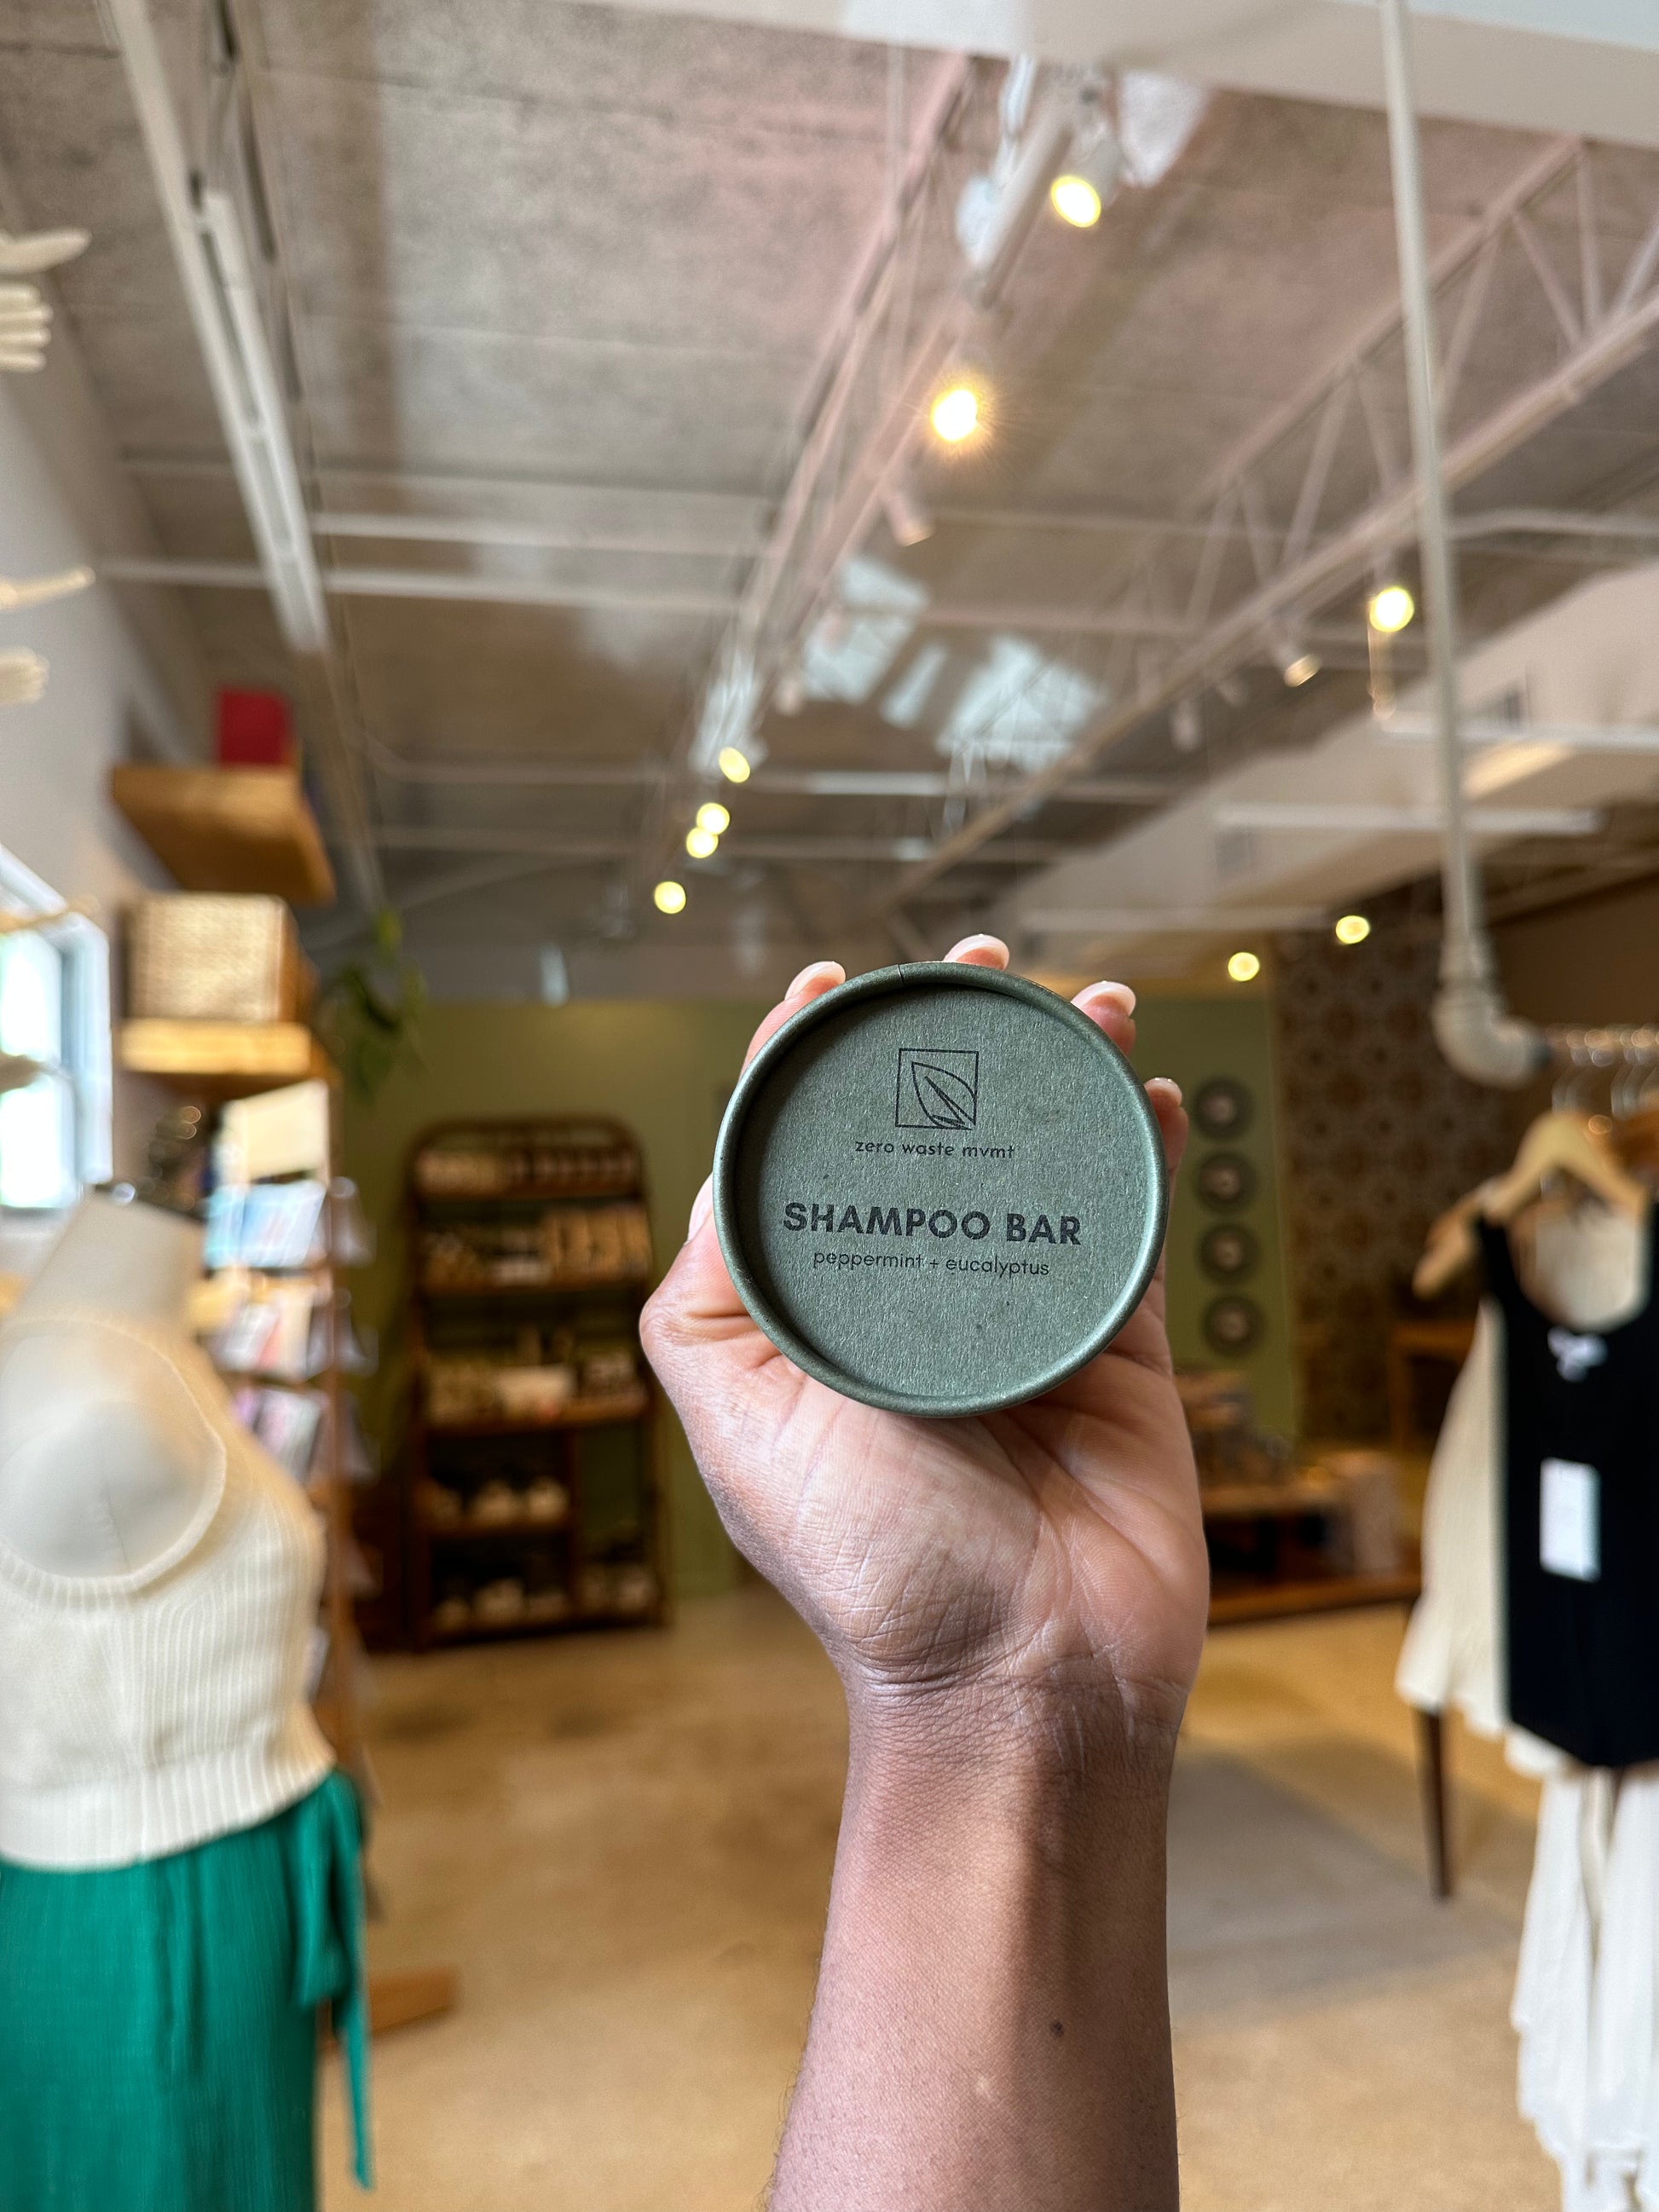 zero waste mvmt
SHAMPOO BAR
peppermint + eucalyptus